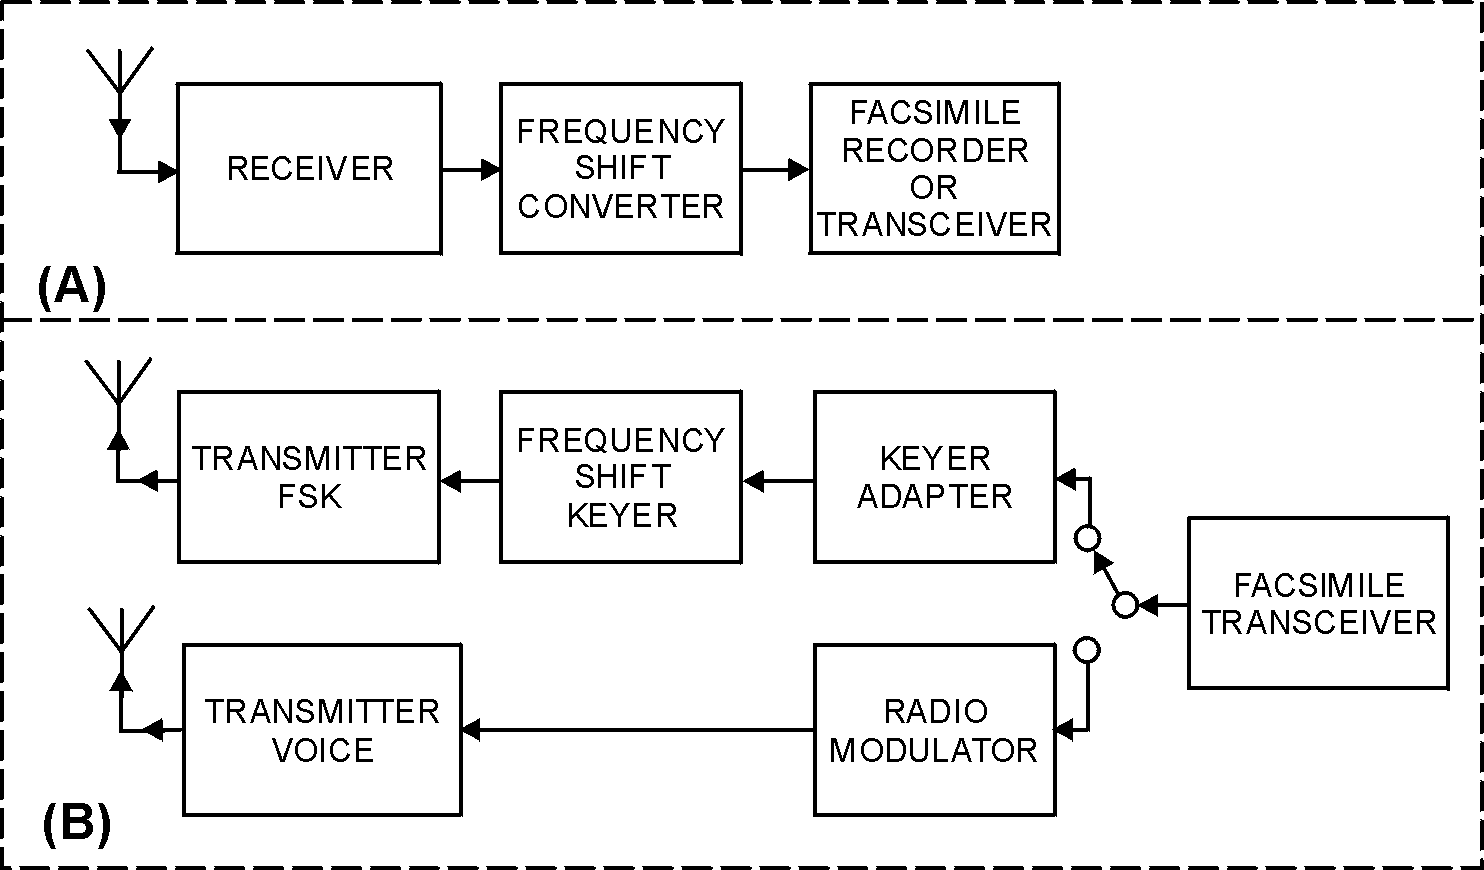 RECEIVER
FREQUENCY
SHIFT
CONVERTER
FACSIMILE
RECORDER
OR
TRANSCEIVER
(A)
TRANSMITTER
FSK
FREQUENCY
SHIFT
KEYER
KEYER
ADAPTER
FACSIMILE
TRANSCEIVER
TRANSMITTER
VOICE
RADIO
MODULATOR
(B)